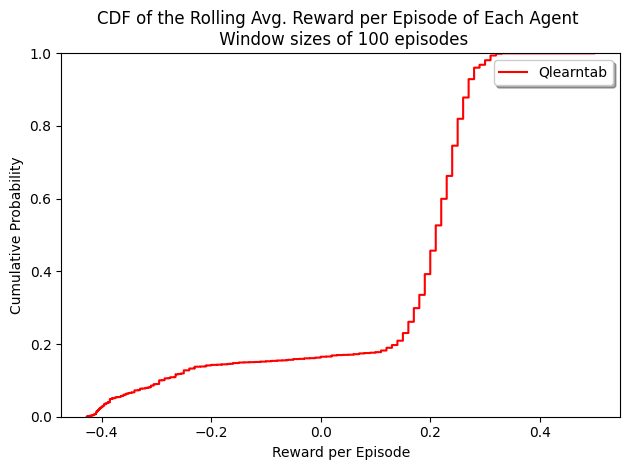 CDF of the Rolling Avg. Reward per Episode of Each Agent
Window sizes of 100 episodes
Qlearntab
Cumulative Probability
1.0
0.8
0.6
0.4
0.2
0.0
−0.4
−0.2
0.0
0.2
0.4
Reward per Episode